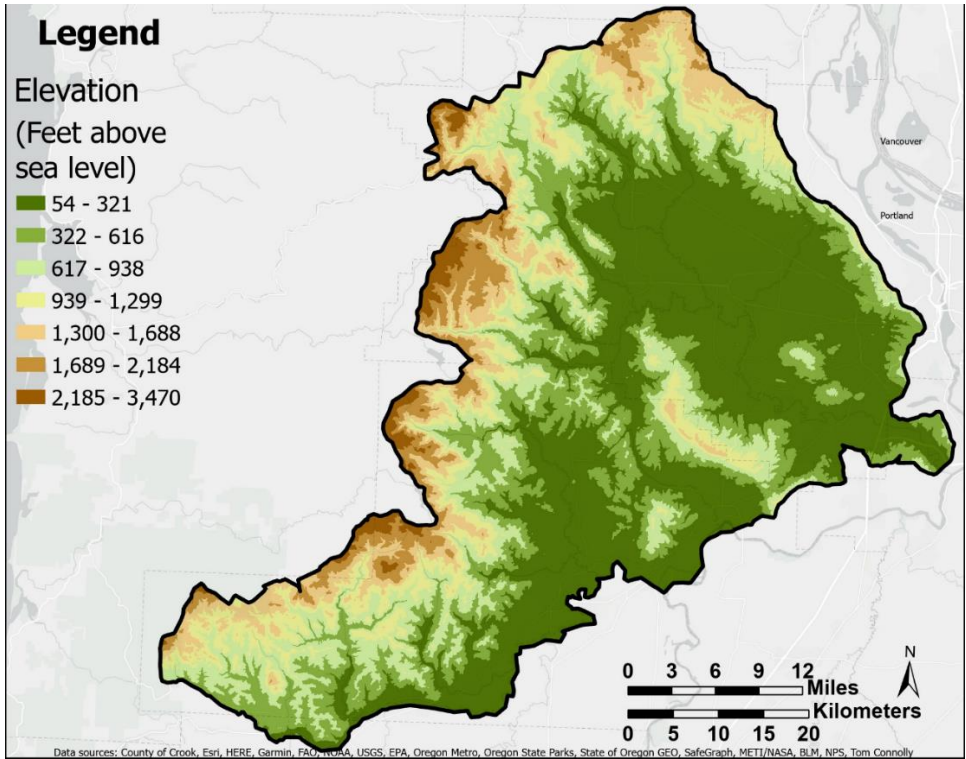 Legend
Elevation
(Feet above
sea level)
54 - 321
322 - 616
617 - 938
939 - 1,299
1,300 - 1,688
1,689 - 2,184
2,185 - 3,470
Vancouver
Portland
N
0 3 6 9 12
Miles
Kilometers
0 5 10 15 20
Data sources: County of Crook, Esri, HERE, Garmin, FAO, NOAA, USGS, EPA, Oregon Metro, Oregon State Parks, State of Oregon GEO, SafeGraph, METI/NASA, BLM, NPS, Tom Connolly